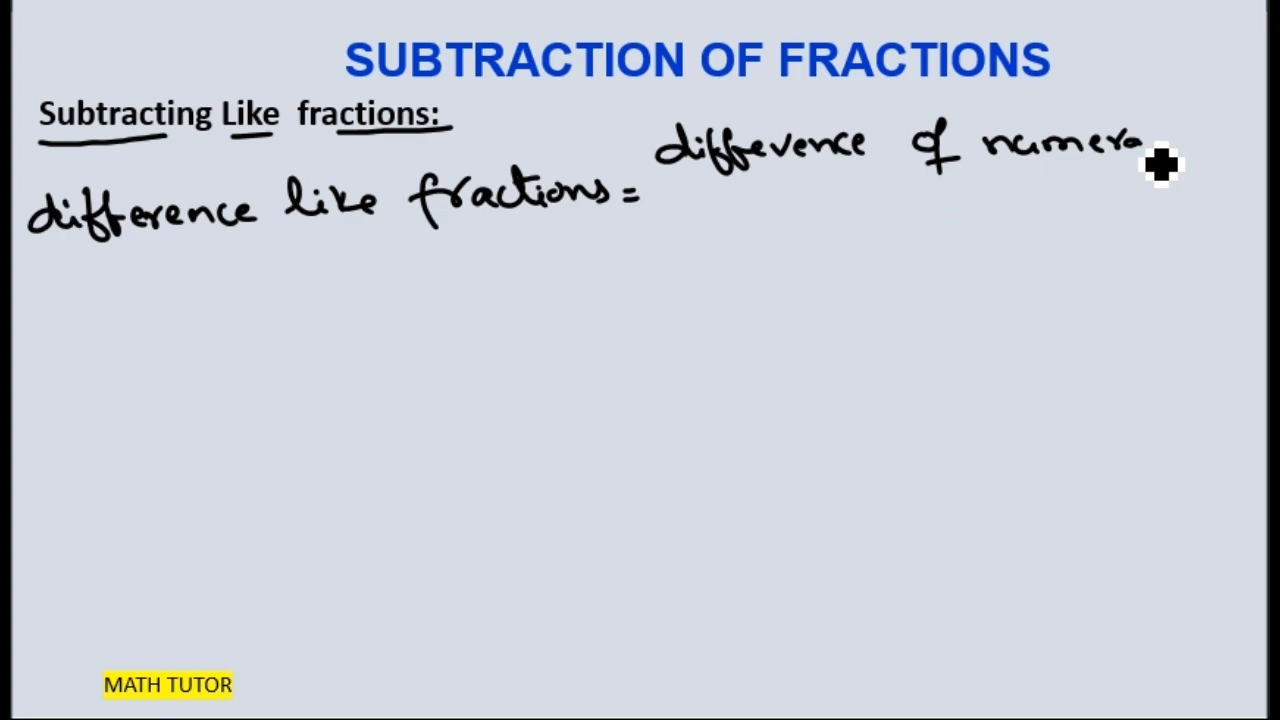 SUBTRACTION OF FRACTIONS
Subtracting Like fractions:
difference of numera
difference like fractions =
MATH TUTOR